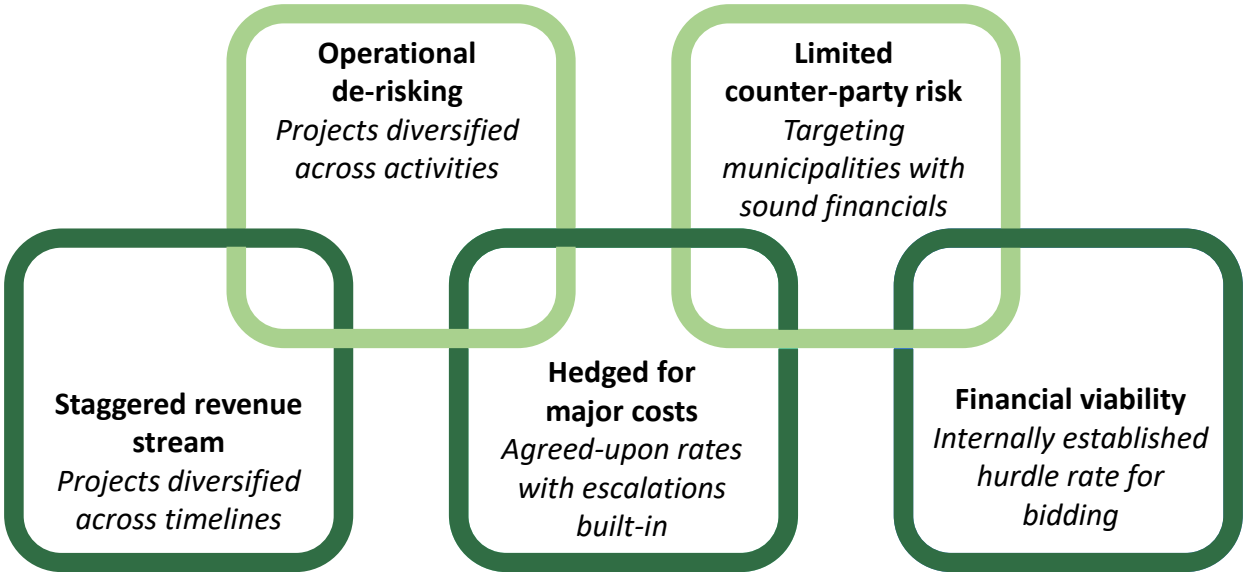 Operational
de-risking
Projects diversified
across activities
Limited
counter-party risk
Targeting
municipalities with
sound financials
Staggered revenue
stream
Projects diversified
across timelines
Hedged for
major costs
Agreed-upon rates
with escalations
built-in
Financial viability
Internally established
hurdle rate for
bidding